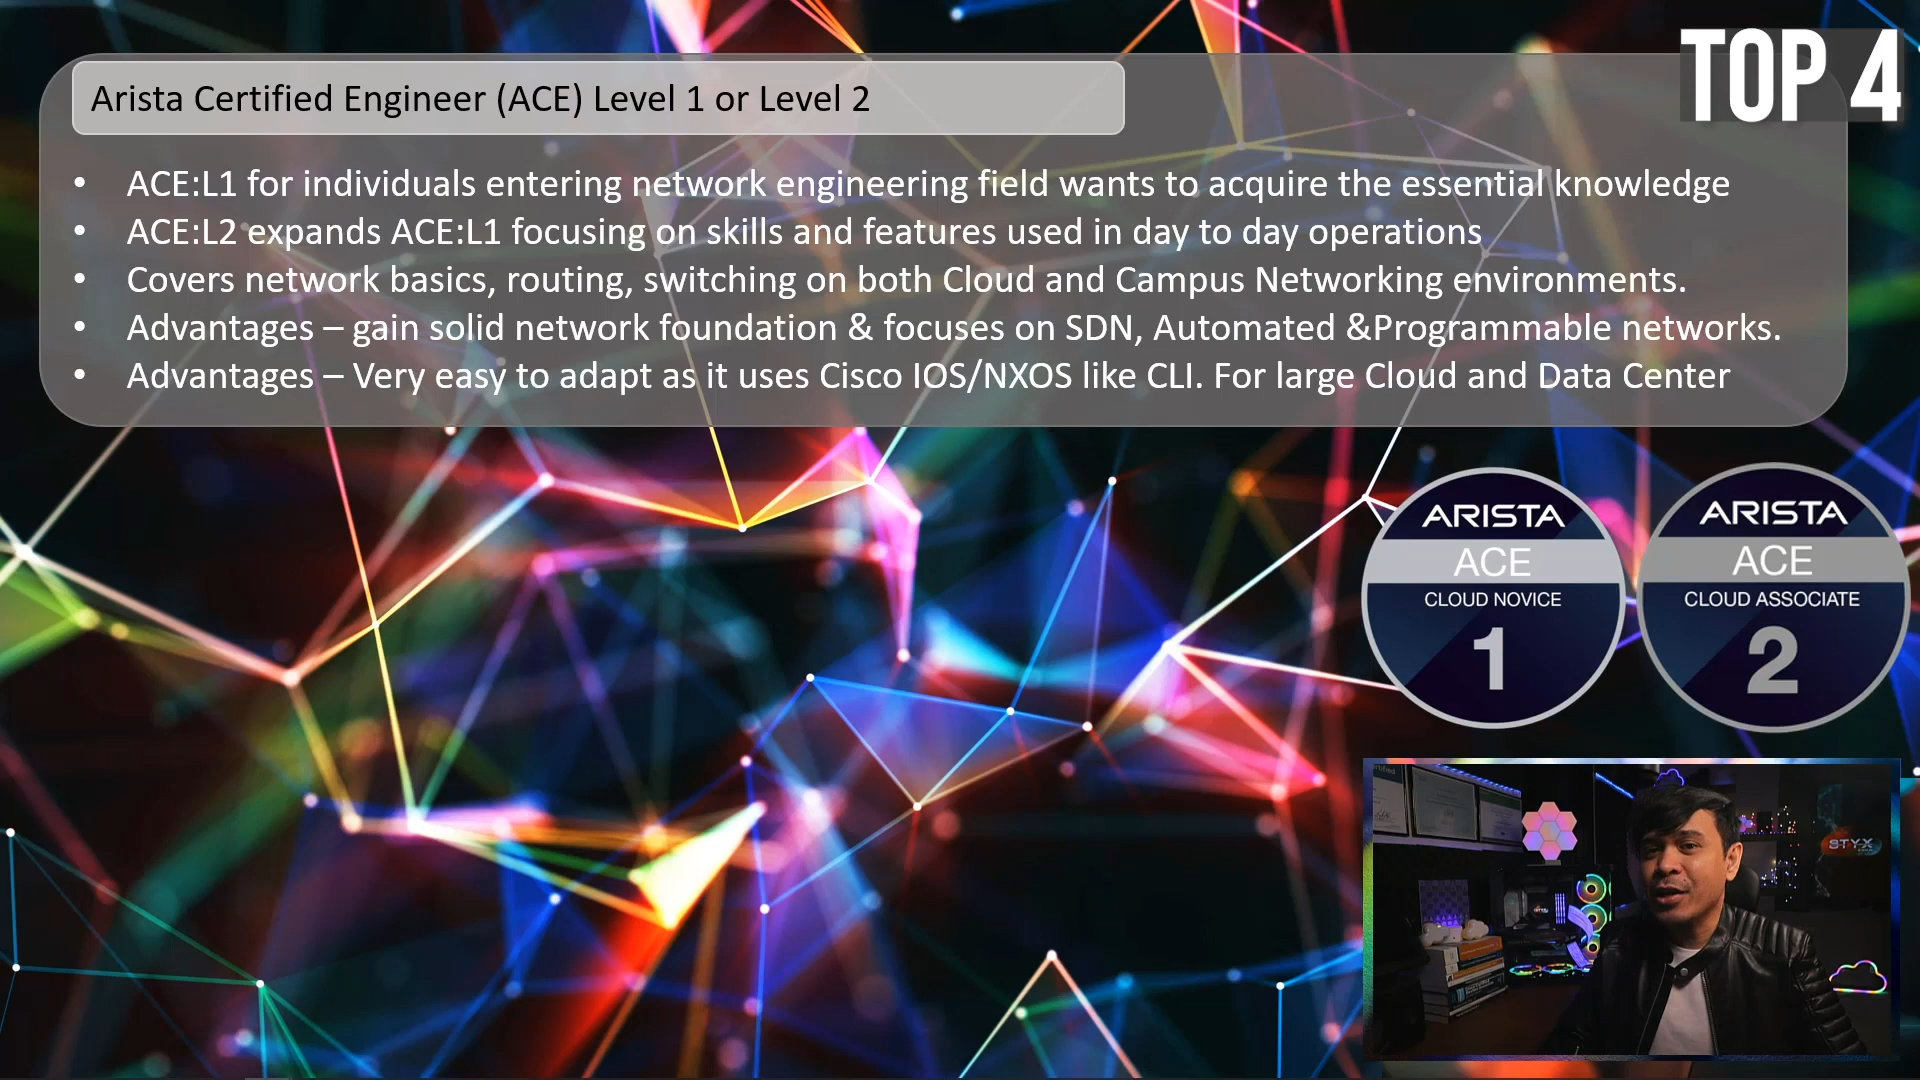 TOP 4
Arista Certified Engineer (ACE) Level 1 or Level 2
• ACE:L1 for individuals entering network engineering field wants to acquire the essential knowledge
• ACE:L2 expands ACE:L1 focusing on skills and features used in day to day operations
• Covers network basics, routing, switching on both Cloud and Campus Networking environments.
• Advantages – gain solid network foundation & focuses on SDN, Automated &Programmable networks.
• Advantages – Very easy to adapt as it uses Cisco IOS/NXOS like CLI. For large Cloud and Data Center
ARISTA
ACE
CLOUD NOVICE
1
ARISTA
ACE
CLOUD ASSOCIATE
2
STYX